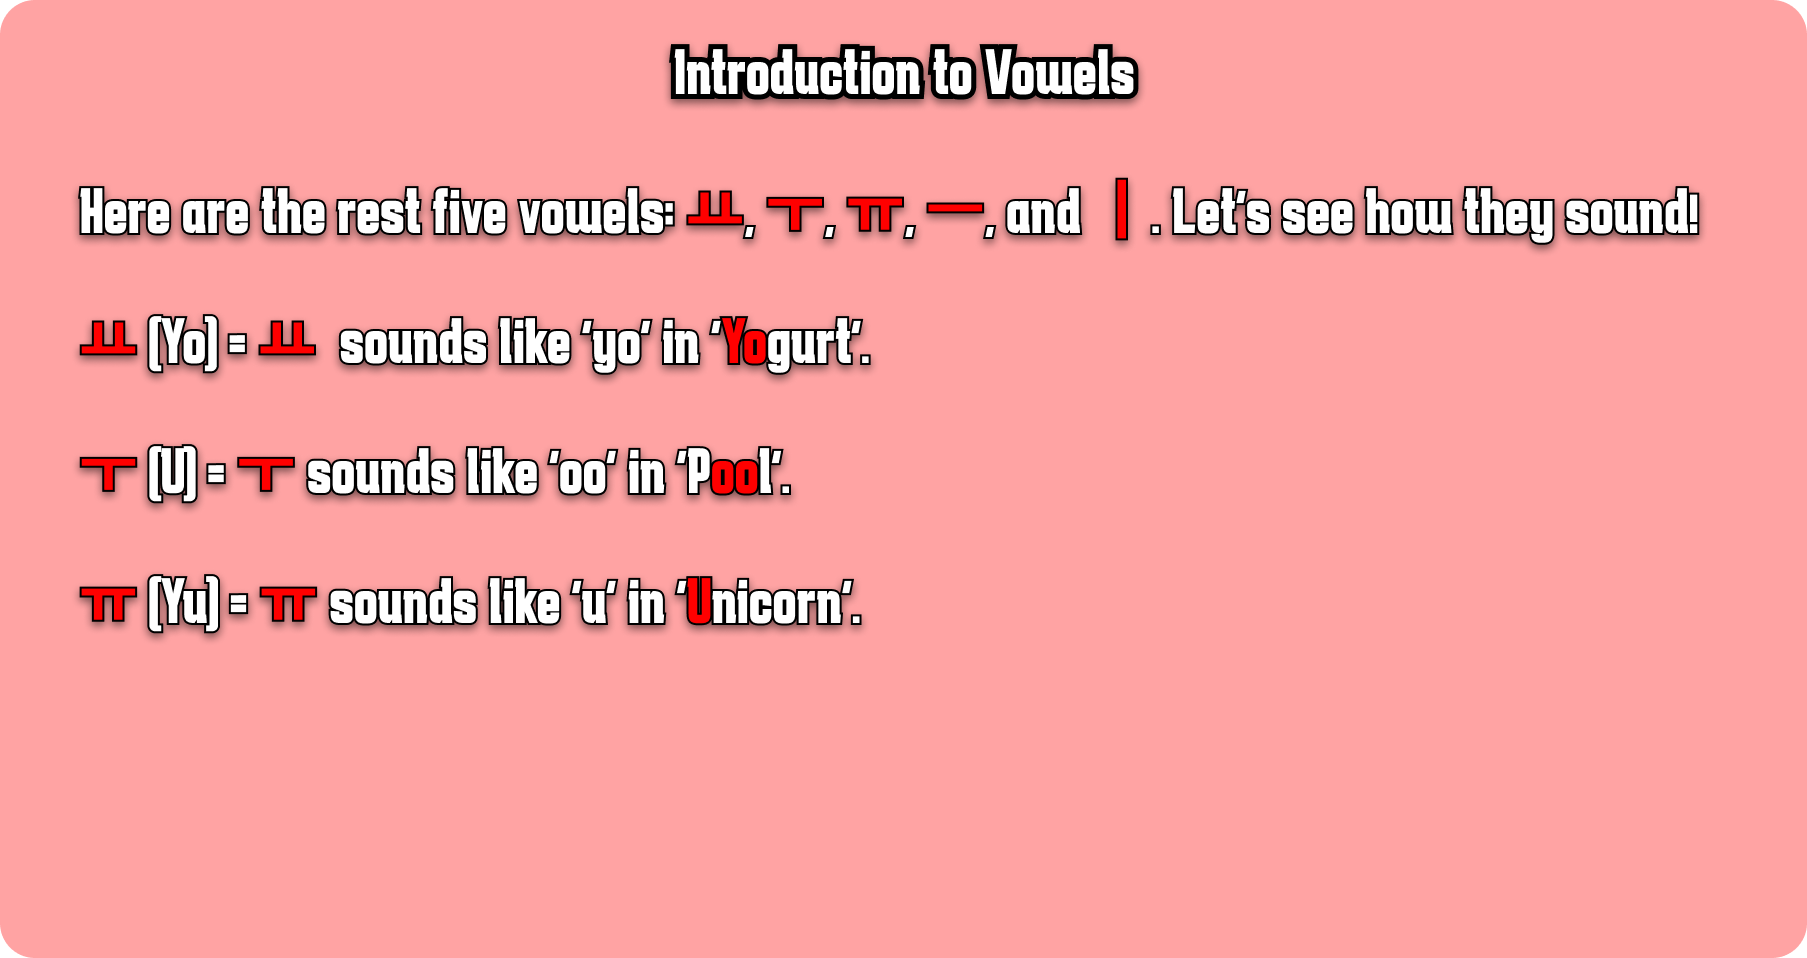 Introduction to Vowels
Here are the rest five vowels: ㅛ, ㅜ, ㅠ, ㅡ, and ㅣ. Let's see how they sound!
ㅛ (Yo) = ㅛ sounds like 'yo' in 'Yogurt'.
ㅜ (U) = ㅜ sounds like 'oo' in 'Pool'.
ㅠ (Yu) = ㅠ sounds like 'u' in 'Unicorn'.